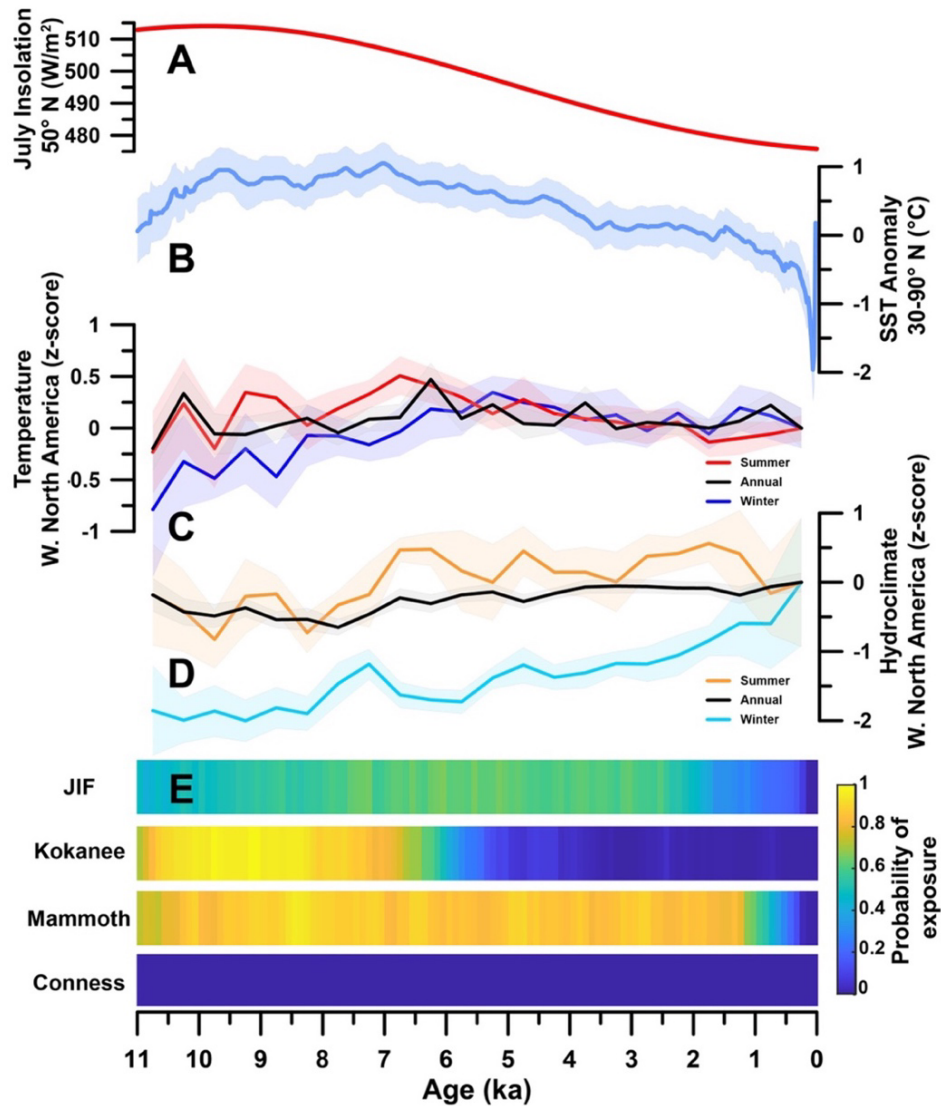 July Insolation
50° N (W/m²)
510
500
490
480
A
1
0
-1
-2
SST Anomaly
30-90° N (°C)
B
Temperature
W. North America (z-score)
1
0.5
0
-0.5
-1
Summer
Annual
Winter
C
1
0
-1
-2
Hydroclimate
W. North America (z-score)
D
Summer
Annual
Winter
JIF
E
Kokanee
Mammoth
Conness
1
0.8
0.6
0.4
0.2
0
Probability of
exposure
11 10 9 8 7 6 5 4 3 2 1 0
Age (ka)